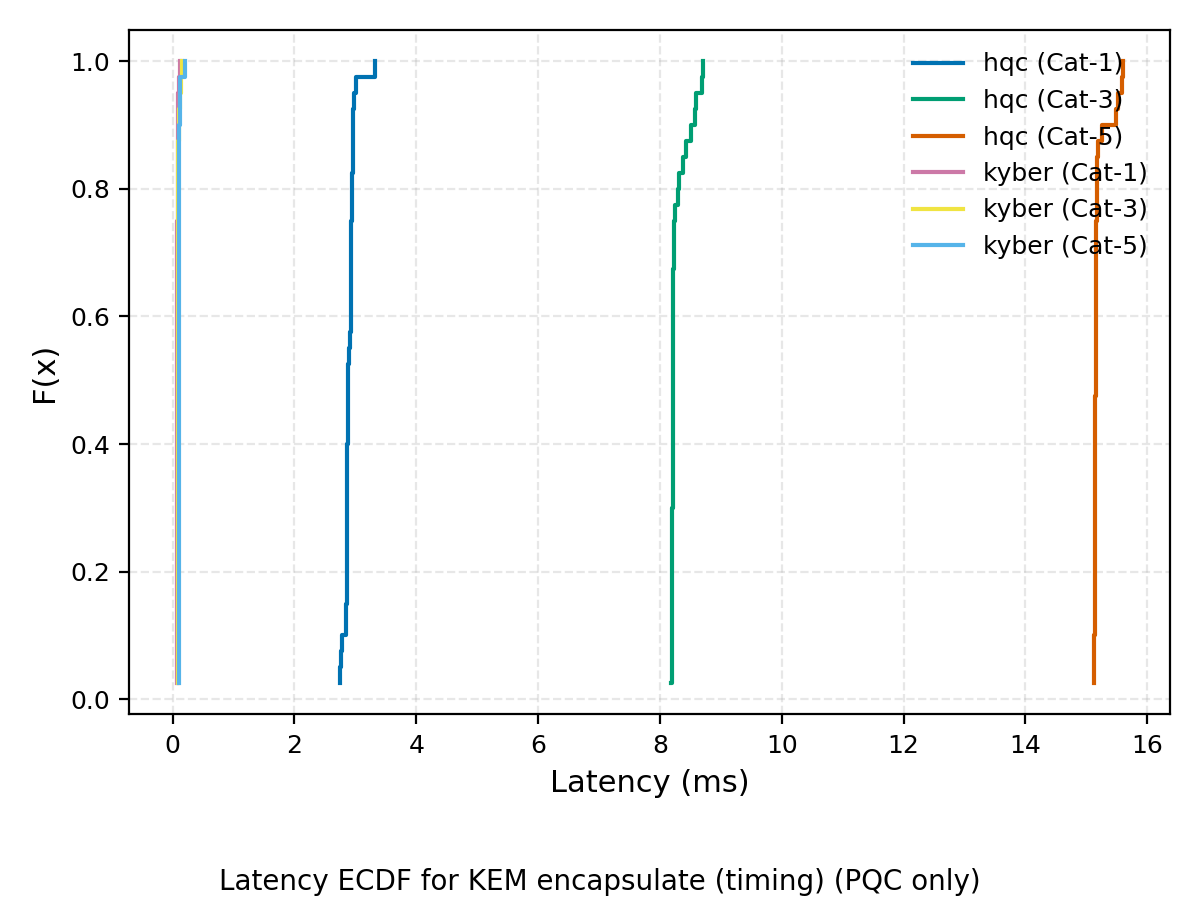 1.0
0.8
0.6
0.4
0.2
0.0
F(x)
hqc (Cat-1)
hqc (Cat-3)
hqc (Cat-5)
kyber (Cat-1)
kyber (Cat-3)
kyber (Cat-5)
0 2 4 6 8 10 12 14 16
Latency (ms)
Latency ECDF for KEM encapsulate (timing) (PQC only)